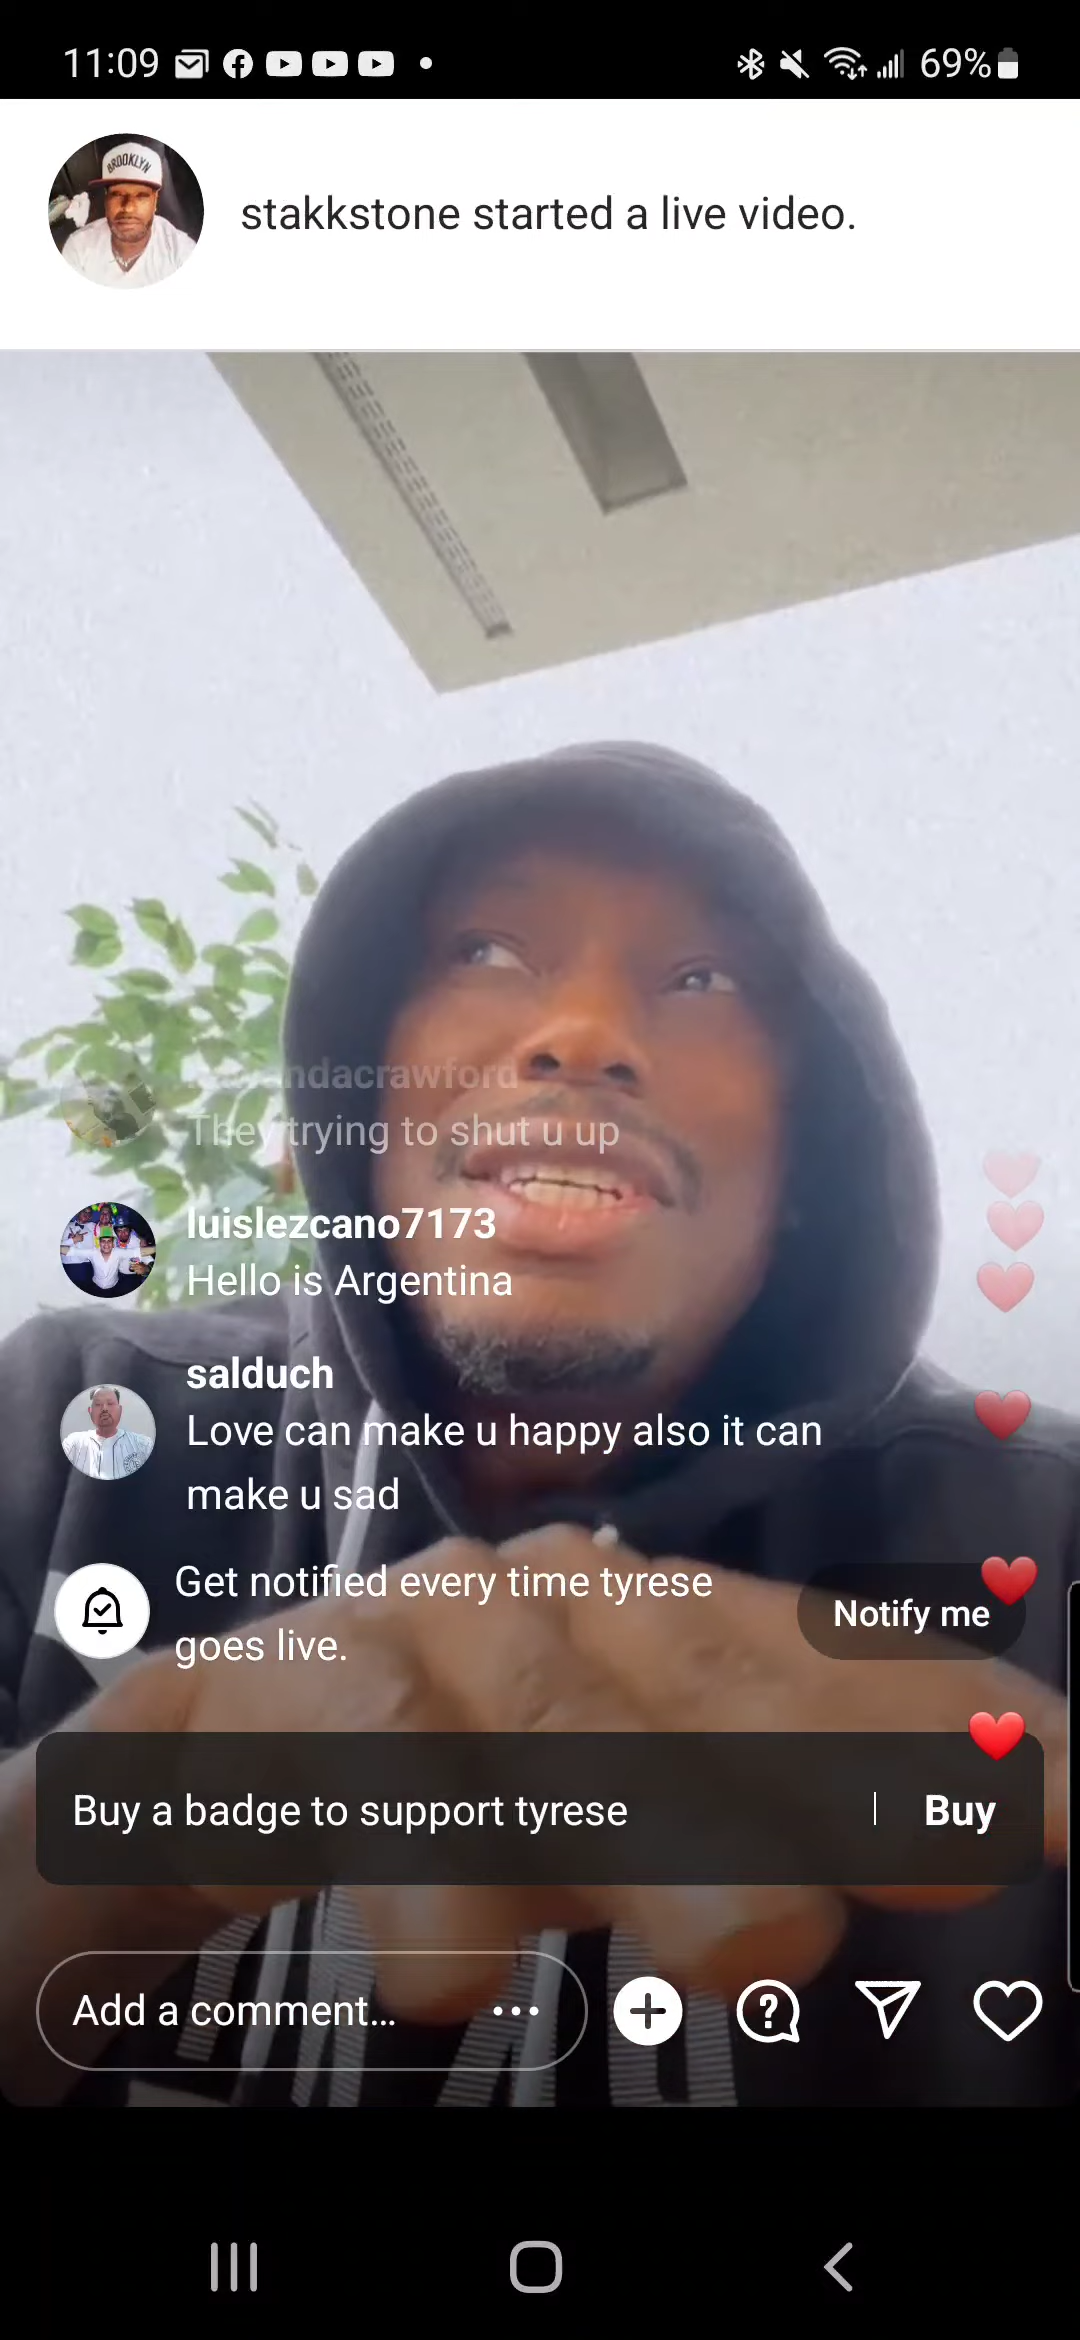 11:09
69%
BROOKLYN
stakkstone started a live video.
ndacrawford
They trying to shut u up
luislezcano7173
Hello is Argentina
salduch
Love can make u happy also it can
make u sad
Get notified every time tyrese
goes live.
Notify me
Buy a badge to support tyrese
Buy
Add a comment...